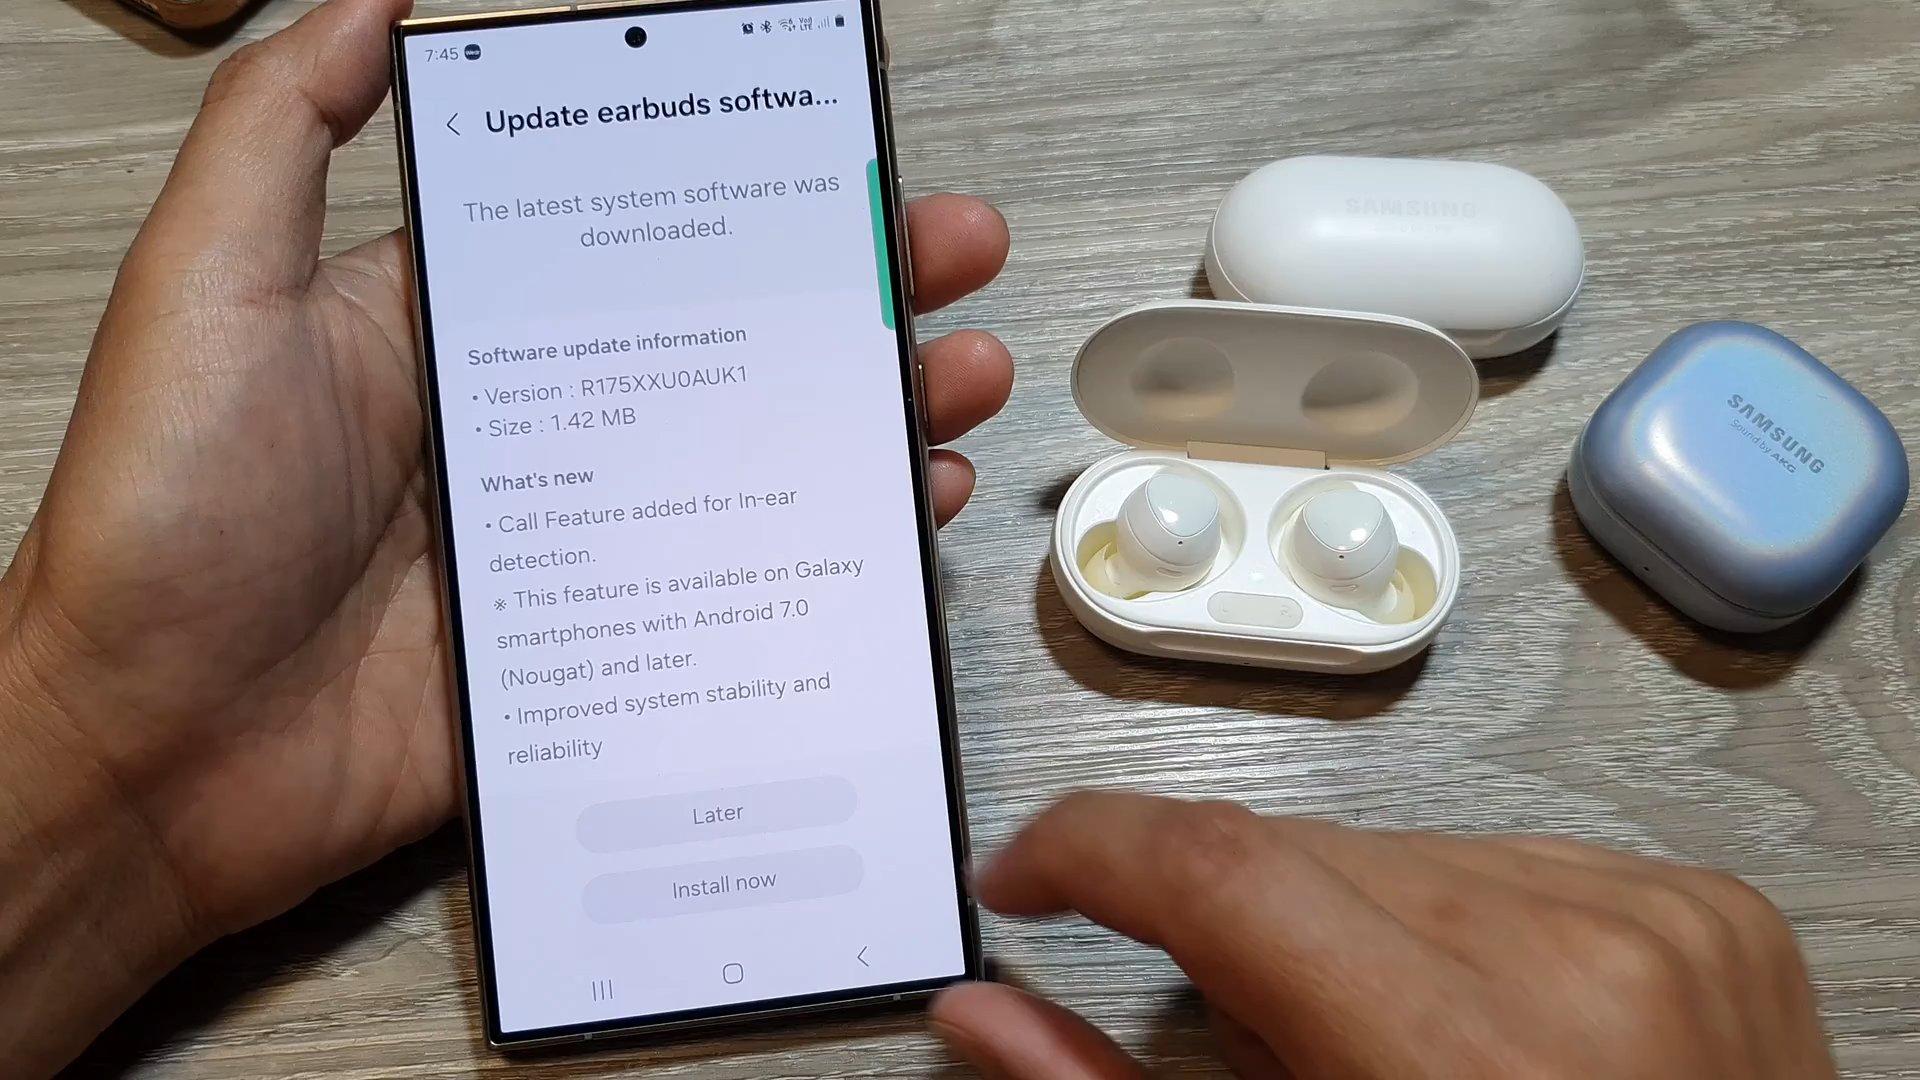 7:45
Update earbuds softwa...
The latest system software was
downloaded.
Software update information
• Version : R175XXU0AUK1
• Size : 1.42 MB
What's new
• Call Feature added for In-ear
detection.
※ This feature is available on Galaxy
smartphones with Android 7.0
(Nougat) and later.
• Improved system stability and
reliability
Later
Install now
SAMSUNG
SAMSUNG
Sound by AKG